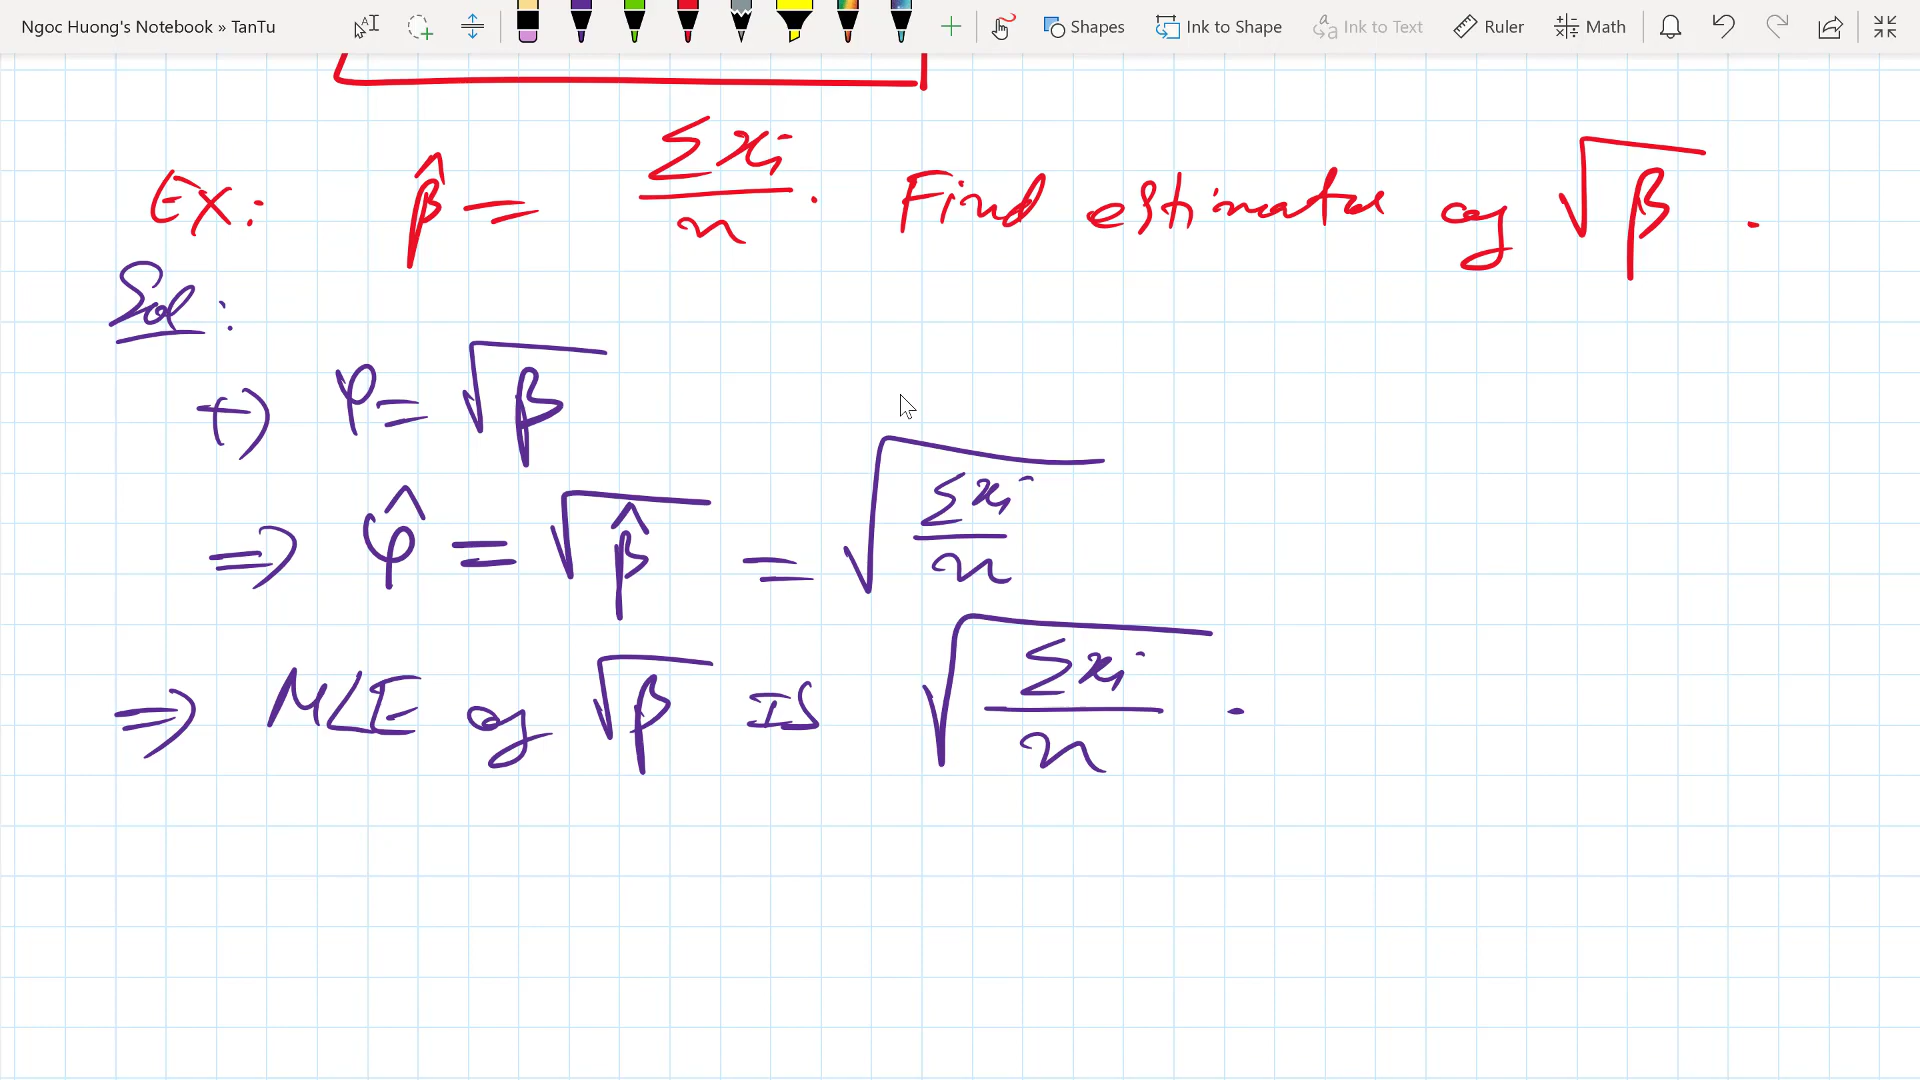 Ngoc Huong's Notebook » TanTu Shapes Ink to Shape Ink to Text Ruler Math
Ex: β̂ = Σxi / n . Find estimator of √β .
Sol :
+) φ = √β
=> φ̂ = √β̂ = √(Σxi / n)
=> MLE of √β is √(Σxi / n) .